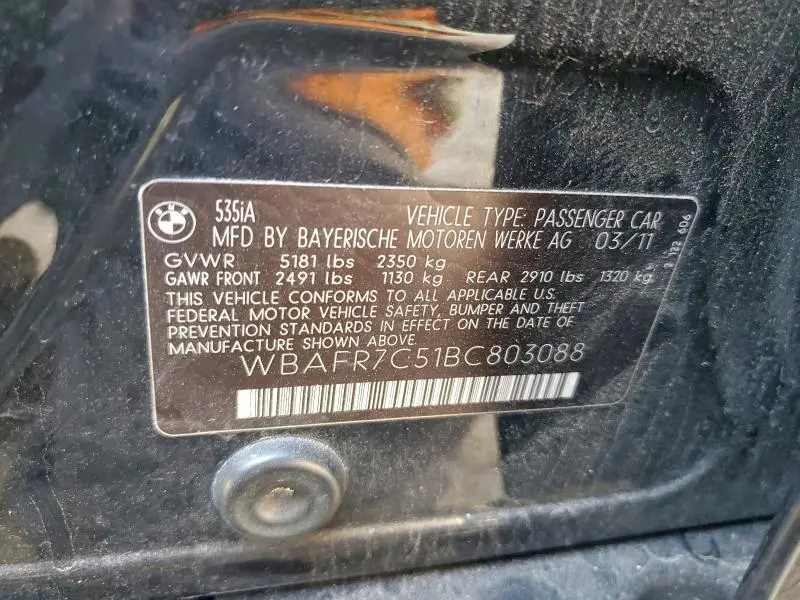 BMW
535iA VEHICLE TYPE: PASSENGER CAR
MFD BY BAYERISCHE MOTOREN WERKE AG 03/11
GVWR 5181 lbs 2350 kg
GAWR FRONT 2491 lbs 1130 kg REAR 2910 lbs 1320 kg
THIS VEHICLE CONFORMS TO ALL APPLICABLE U.S.
FEDERAL MOTOR VEHICLE SAFETY, BUMPER AND THEFT
PREVENTION STANDARDS IN EFFECT ON THE DATE OF
MANUFACTURE SHOWN ABOVE.
WBAFR7C51BC803088